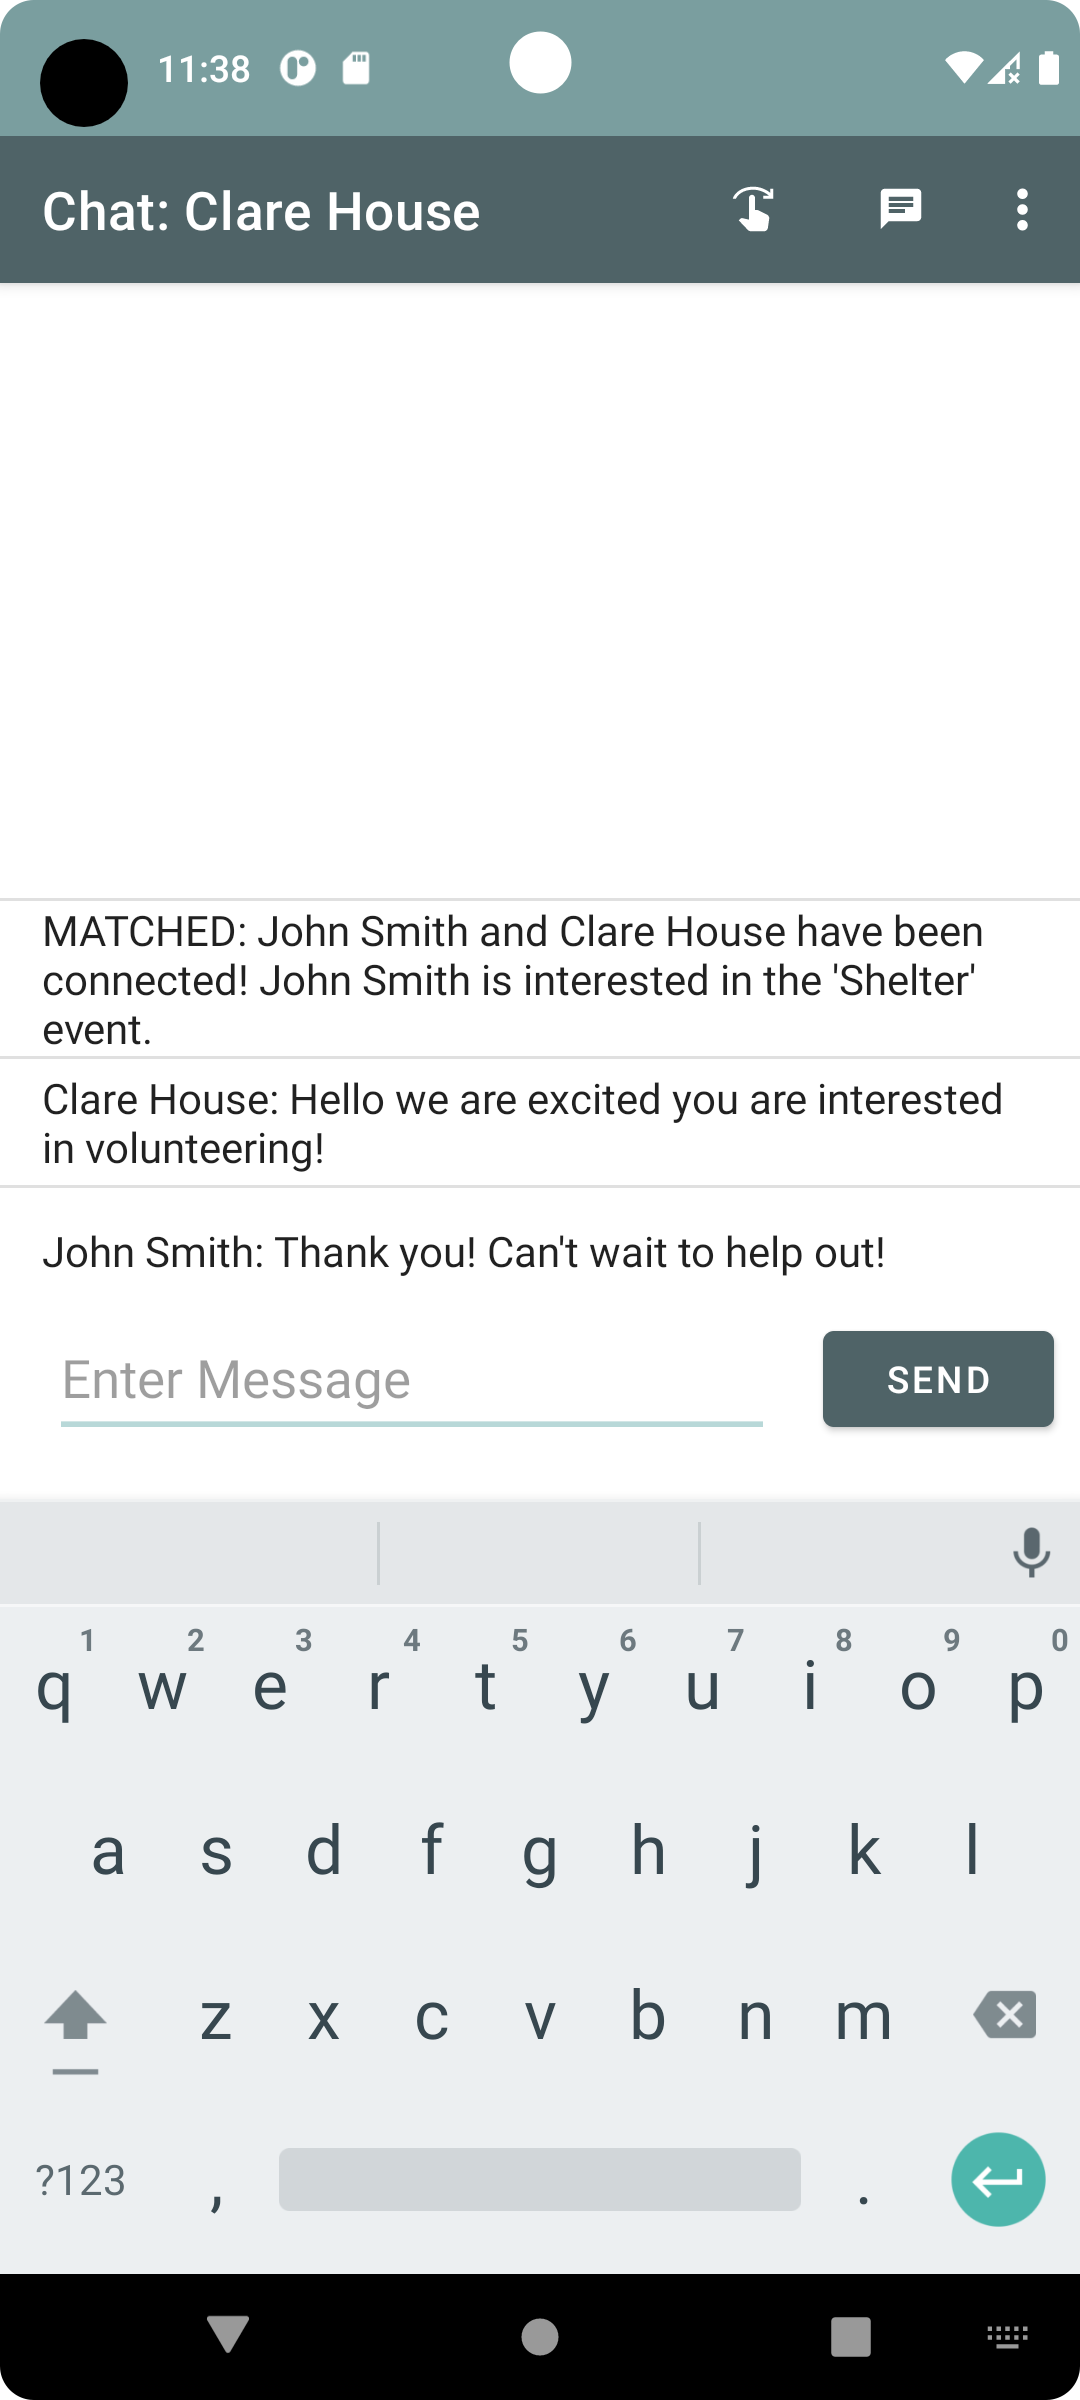 11:38
Chat: Clare House
MATCHED: John Smith and Clare House have been
connected! John Smith is interested in the 'Shelter'
event.
Clare House: Hello we are excited you are interested
in volunteering!
John Smith: Thank you! Can't wait to help out!
Enter Message
SEND
1 2 3 4 5 6 7 8 9 0
q w e r t y u i o p
a s d f g h j k l
z x c v b n m
?123 , .